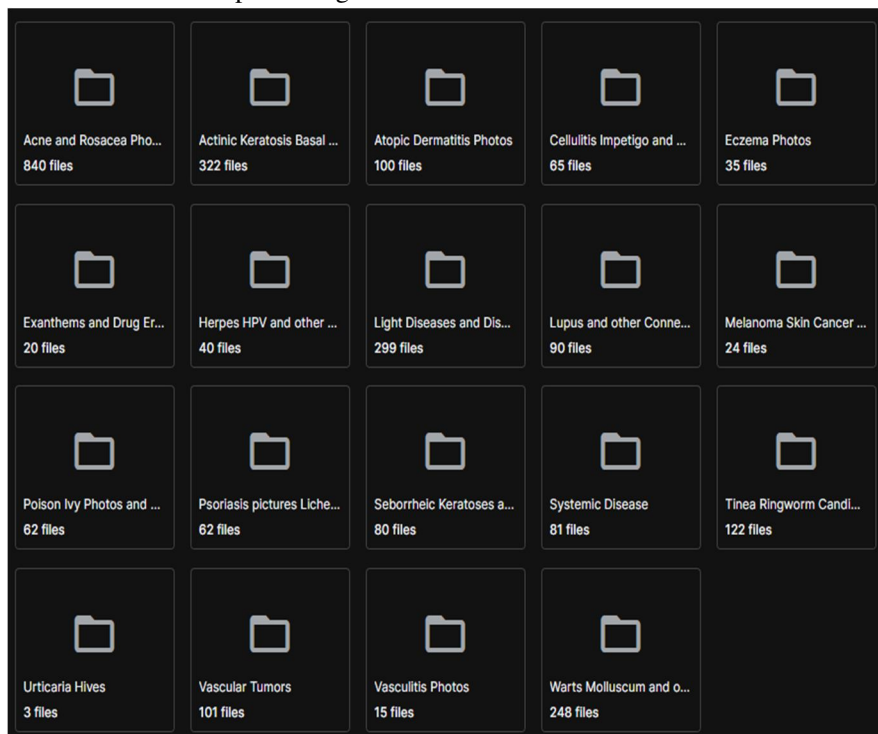 Acne and Rosacea Pho...
840 files
Actinic Keratosis Basal ...
322 files
Atopic Dermatitis Photos
100 files
Cellulitis Impetigo and ...
65 files
Eczema Photos
35 files
Exanthems and Drug Er...
20 files
Herpes HPV and other ...
40 files
Light Diseases and Dis...
299 files
Lupus and other Conne...
90 files
Melanoma Skin Cancer ...
24 files
Poison Ivy Photos and ...
62 files
Psoriasis pictures Liche...
62 files
Seborrheic Keratoses a...
80 files
Systemic Disease
81 files
Tinea Ringworm Candi...
122 files
Urticaria Hives
3 files
Vascular Tumors
101 files
Vasculitis Photos
15 files
Warts Molluscum and o...
248 files